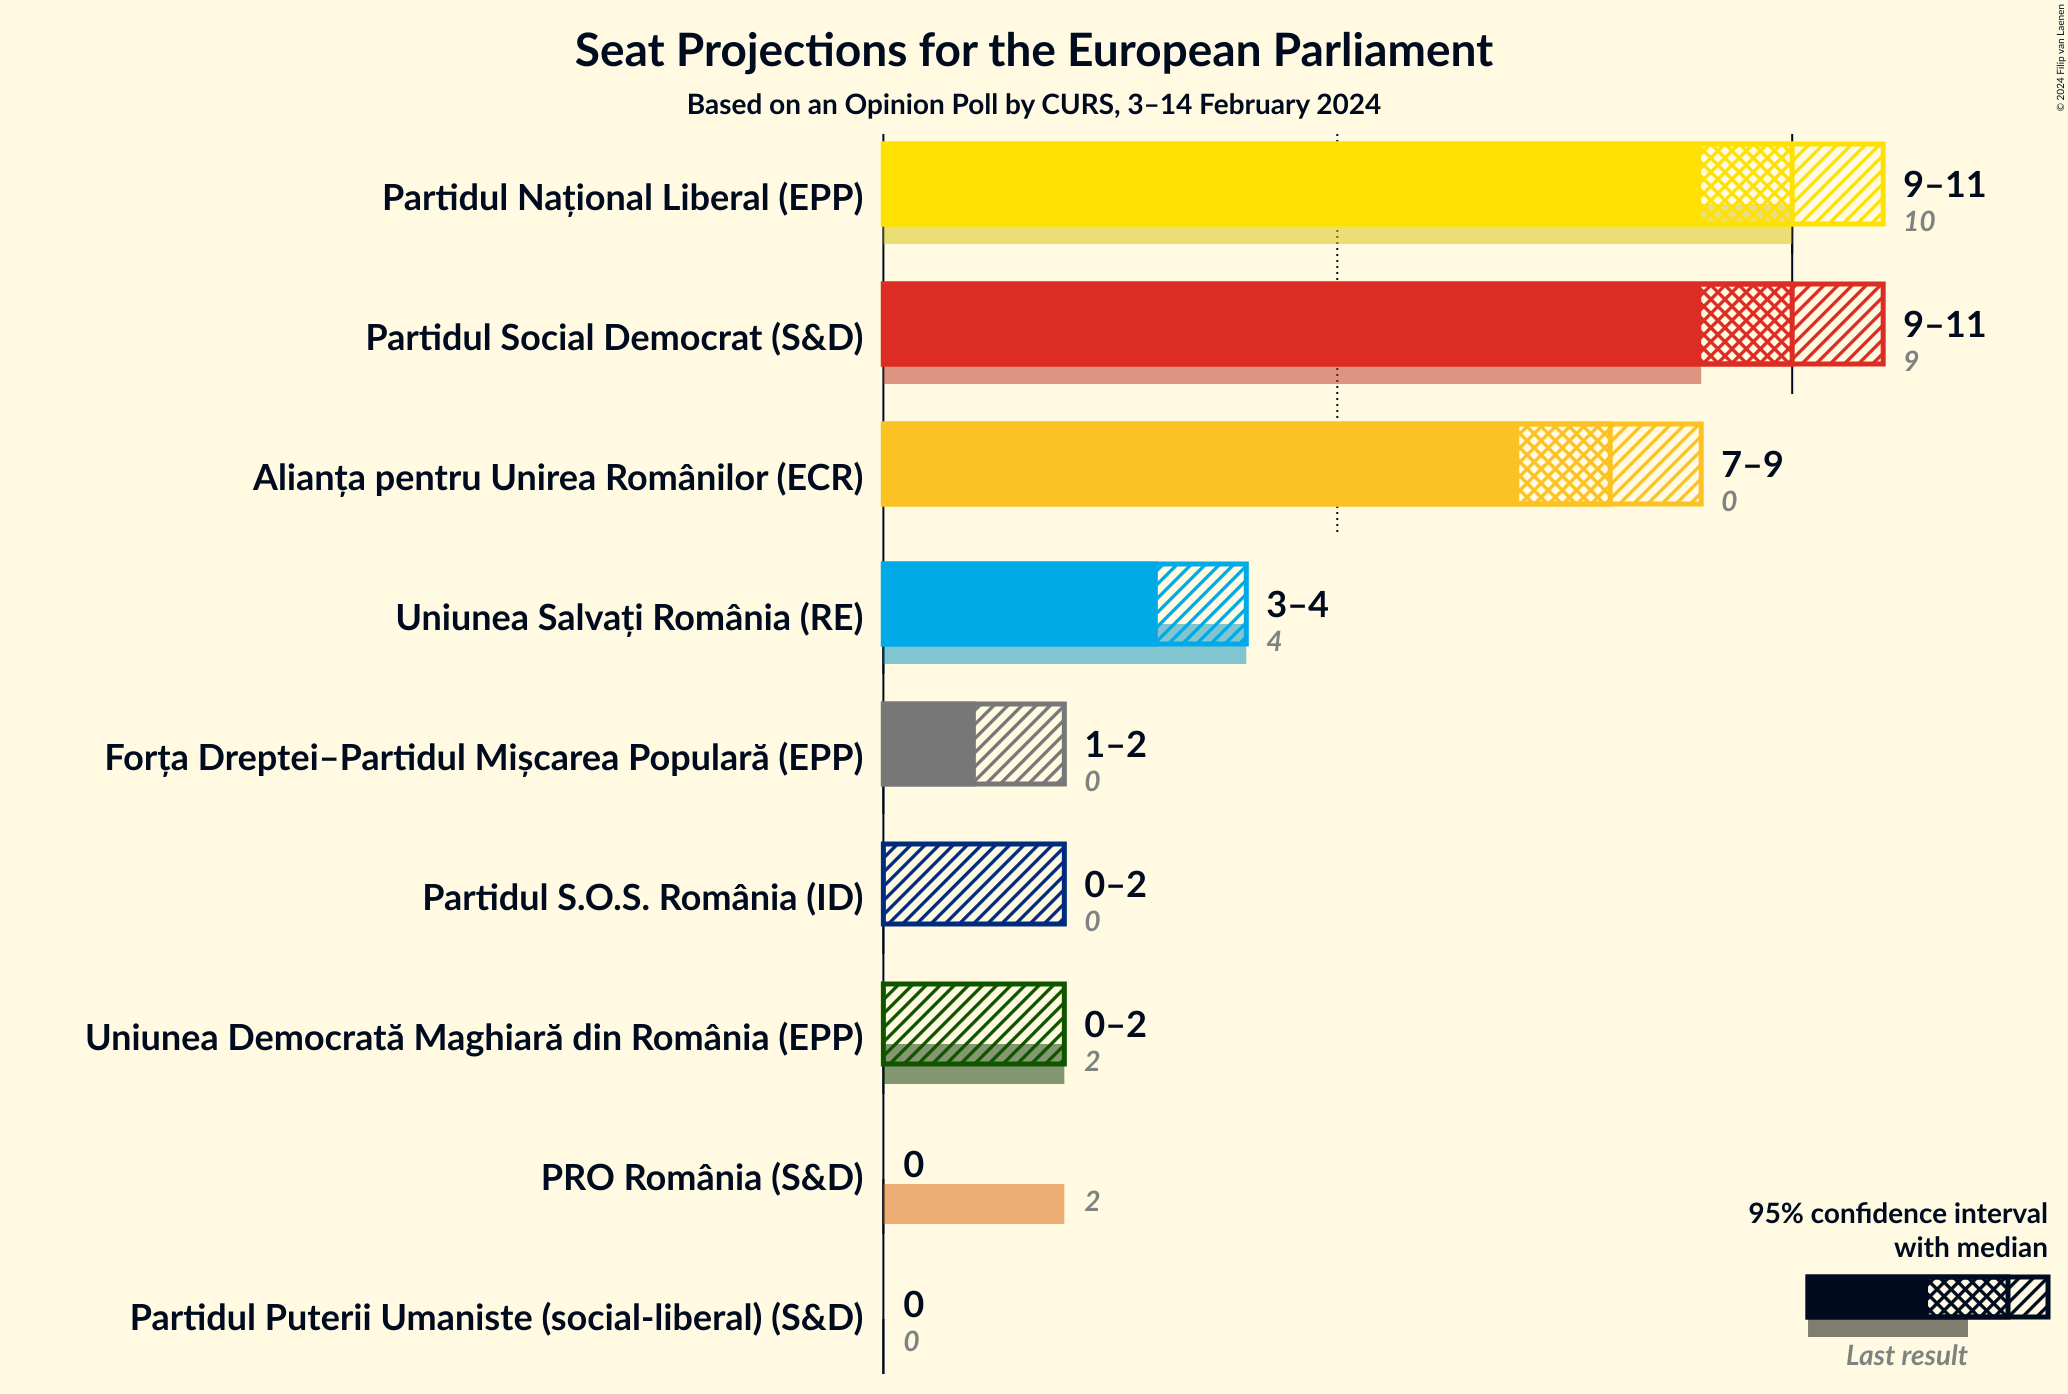 Seat Projections for the European Parliament
Based on an Opinion Poll by CURS, 3–14 February 2024
© 2024 Filip van Laenen
Partidul Național Liberal (EPP)
9–11
10
Partidul Social Democrat (S&D)
9–11
9
Alianța pentru Unirea Românilor (ECR)
7–9
0
Uniunea Salvați România (RE)
3–4
4
Forța Dreptei–Partidul Mișcarea Populară (EPP)
1–2
0
Partidul S.O.S. România (ID)
0–2
0
Uniunea Democrată Maghiară din România (EPP)
0–2
2
PRO România (S&D)
0
2
Partidul Puterii Umaniste (social-liberal) (S&D)
0
0
95% confidence interval
with median
Last result